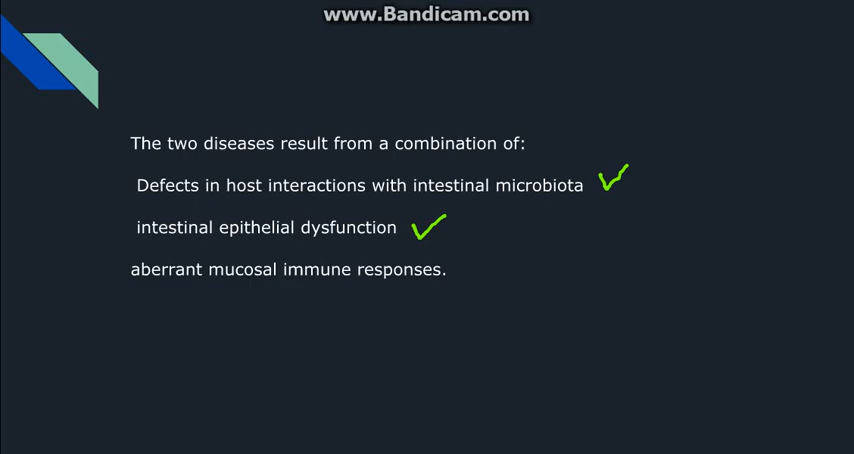 www.Bandicam.com
The two diseases result from a combination of:
Defects in host interactions with intestinal microbiota
intestinal epithelial dysfunction
aberrant mucosal immune responses.